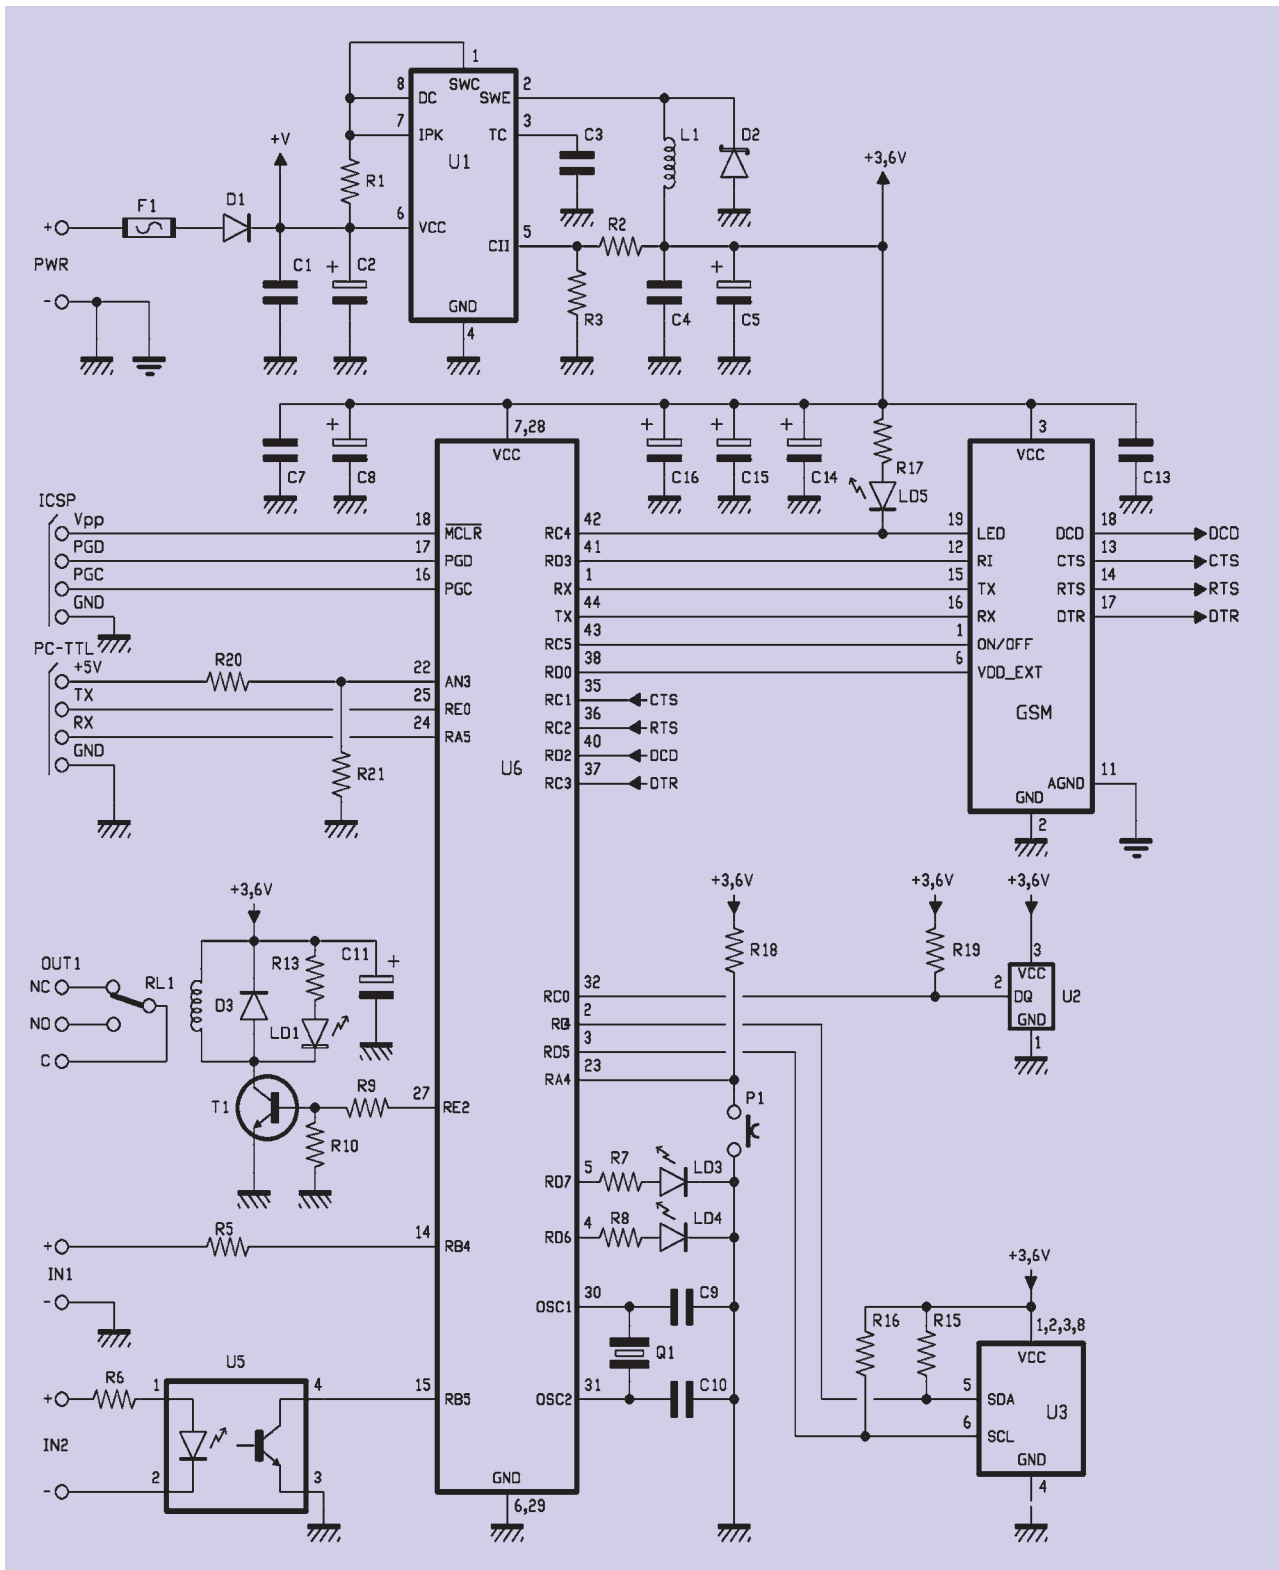 1
8 SWC 2
DC SWE
7 3 C3 L1 D2
+V IPK TC
U1
R1 +3,6V
F1 D1 6
+ VCC 5 R2
CII
PWR C1 + C2 +
- GND R3 C4 C5
4
7,28 + + + 3
+ VCC VCC
C7 C8 C16 C15 C14 R17 C13
LD5
ICSP
Vpp 18 42 19 18
MCLR RC4 LED DCD DCD
PGD 17 41 12 13
PGD RD3 RI CTS CTS
PGC 16 1 15 14
PGC RX TX RTS RTS
GND 44 16 17
TX RX DTR DTR
PC-TTL 43 1
RC5 ON/OFF
+5V R20 22 38 6
AN3 RD0 VDD_EXT
TX 25 35
RE0 RC1 CTS
RX 24 36 GSM
RA5 RC2 RTS
GND 40
U6 RD2 DCD
R21 37 11
RC3 DTR AGND
GND
2
+3,6V +3,6V +3,6V +3,6V
R18 R19 3
OUT1 R13 C11 +
NC RL1 VCC
32 2 U2
RC0 DQ
D3 2
NO LD1 RD4 GND
3 1
C RD5
23
RA4
R9 27 P1
T1 RE2
R10
5 R7 LD3
RD7
4 R8 LD4
RD6
R5 14
+ RB4
+3,6V
IN1
- 30 C9
OSC1 R16 R15 1,2,3,8
Q1 VCC
U5
R6 1 4 15 31 C10 5
+ RB5 OSC2 SDA
U3
6
IN2 SCL
GND
2 3 GND 4
-
6,29